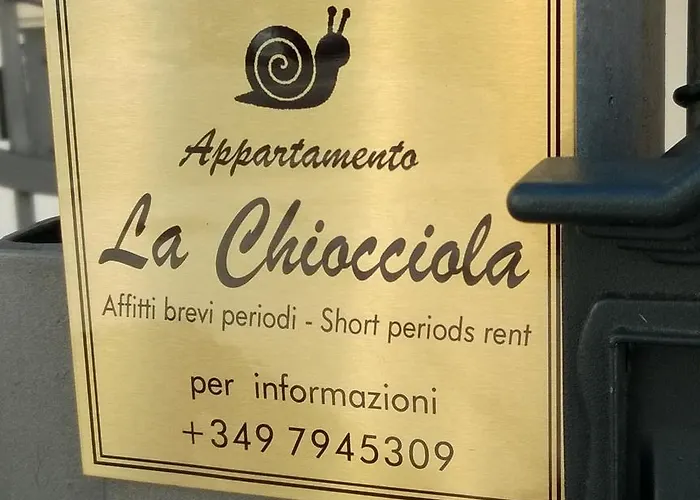 Appartamento
La Chiocciola
Affitti brevi periodi - Short periods rent
per informazioni
+349 7945309